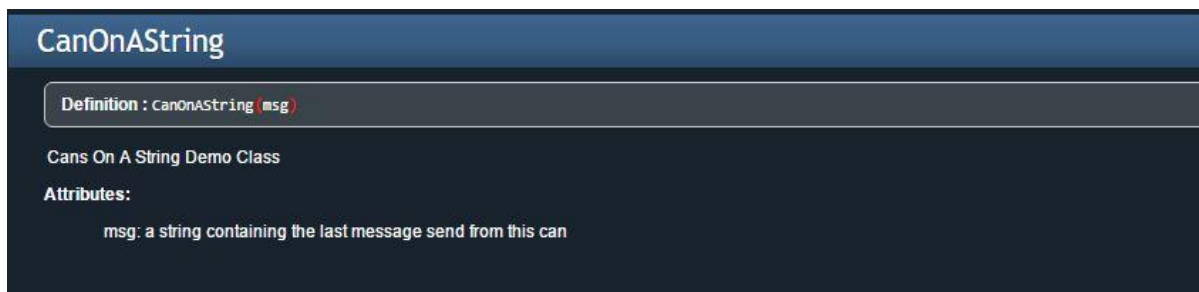 CanOnAString
Definition : CanOnAString(msg)
Cans On A String Demo Class
Attributes:
msg: a string containing the last message send from this can